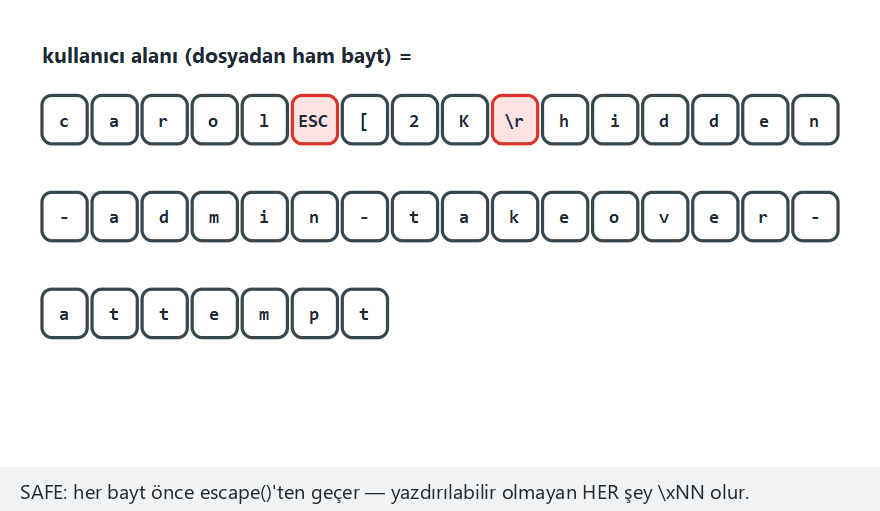 kullanıcı alanı (dosyadan ham bayt) =
c a r o l ESC [ 2 K \r h i d d e n
- a d m i n - t a k e o v e r -
a t t e m p t
SAFE: her bayt önce escape()'ten geçer — yazdırılabilir olmayan HER şey \xNN olur.